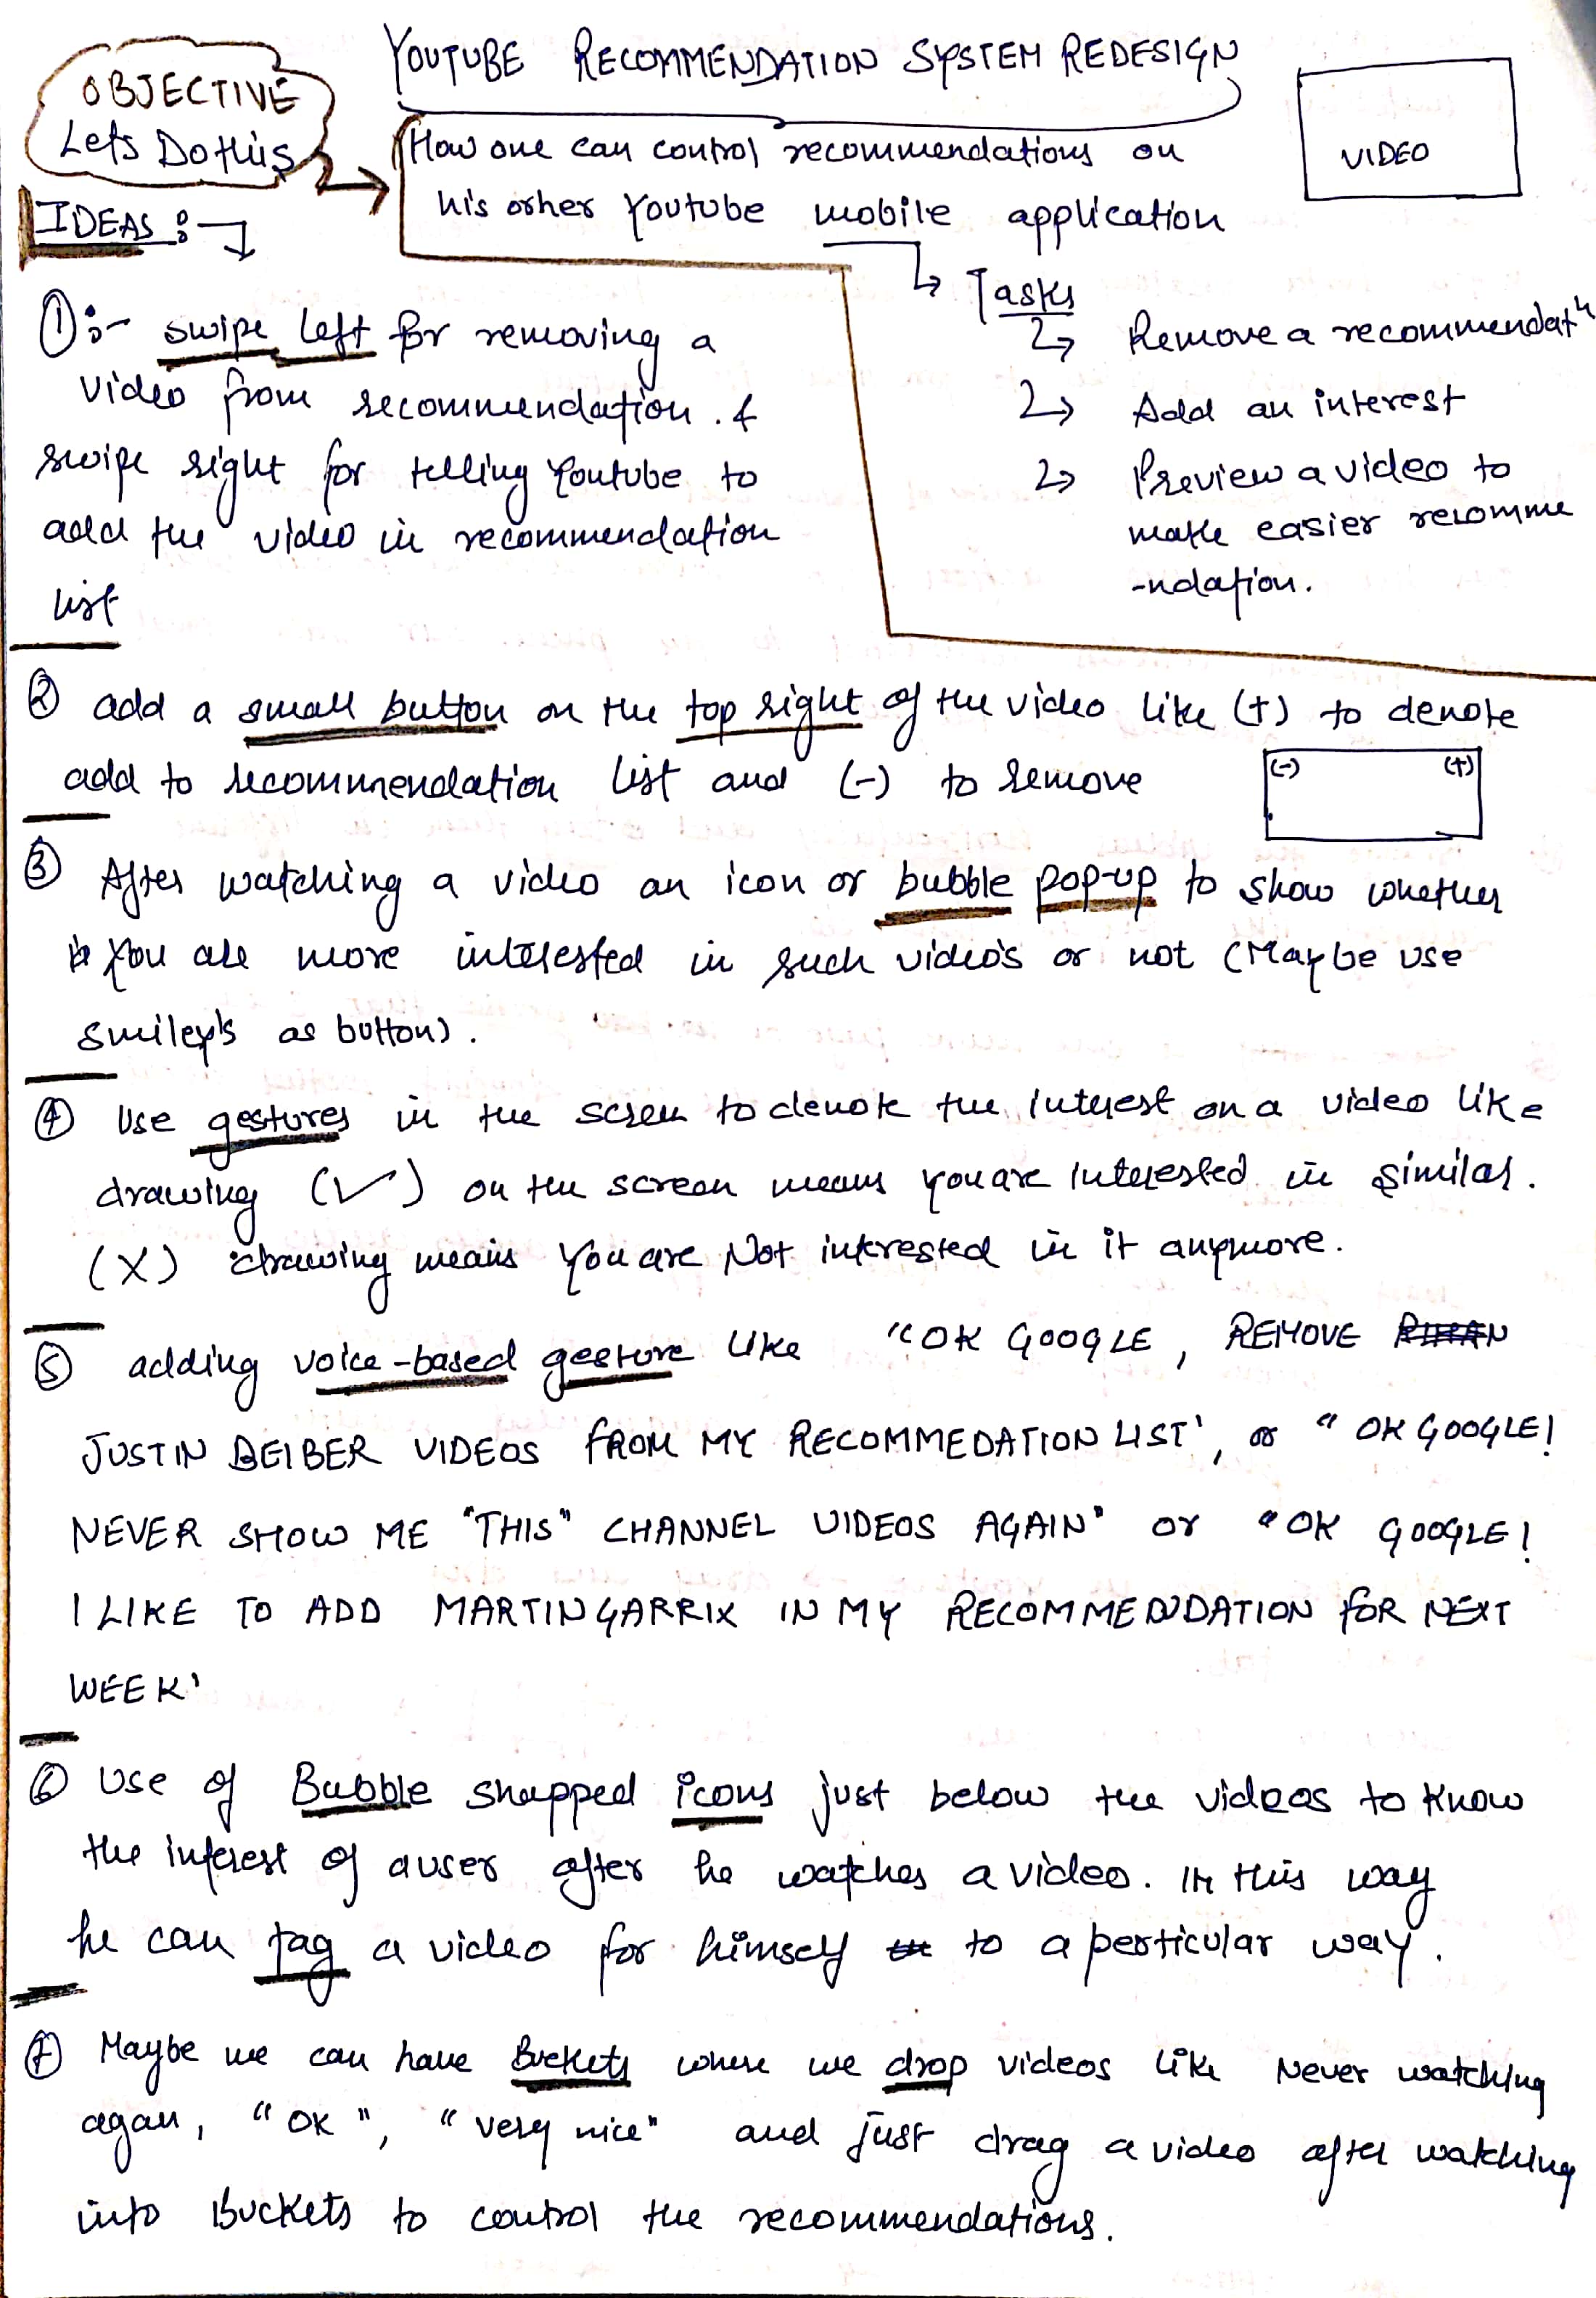 YOUTUBE RECOMMENDATION SYSTEM REDESIGN
OBJECTIVE
Lets Do this
How one can control recommendations on
his or her Youtube mobile application
VIDEO
Tasks
Remove a recommendatn
Add an interest
Preview a video to
make easier recomme
-ndation.
IDEAS :
① :- swipe left for removing a
video from recommendation. &
swipe right for telling Youtube to
add the video in recommendation
list
② add a small button on the top right of the video like (+) to denote
add to recommendation list and (-) to remove
(-) (+)
③ After watching a video an icon or bubble pop-up to show whether
you are more interested in such video's or not (Maybe use
smiley's as button).
④ Use gestures in the screen to denote the interest on a video like
drawing (✓) on the screen means you are interested in similar.
(X) drawing means you are Not interested in it anymore.
⑤ adding voice-based gesture like "OK GOOGLE, REMOVE
JUSTIN BEIBER VIDEOS FROM MY RECOMMEDATION LIST', or "OK GOOGLE!
NEVER SHOW ME "THIS" CHANNEL VIDEOS AGAIN" or "OK GOOGLE!
I LIKE TO ADD MARTIN GARRIX IN MY RECOMMENDATION FOR NEXT
WEEK'
⑥ Use of Bubble shapped icons just below the videos to know
the interest of a user after he watches a video. In this way
he can tag a video for himself to a perticular way.
⑦ Maybe we can have Buckets where we drop videos like Never watching
again, "OK", "very nice" and just drag a video after watching
into Buckets to control the recommendations.